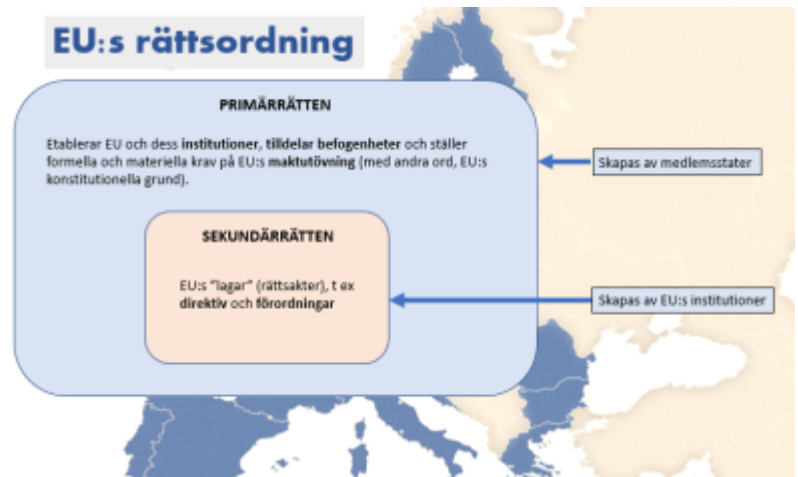 EU:s rättsordning
PRIMÄRRÄTTEN
Etablerar EU och dess institutioner, tilldelar befogenheter och ställer
formella och materiella krav på EU:s maktutövning (med andra ord, EU:s
konstitutionella grund).
Skapas av medlemsstater
SEKUNDÄRRÄTTEN
EU:s "lagar" (rättsakter), t ex
direktiv och förordningar
Skapas av EU:s institutioner